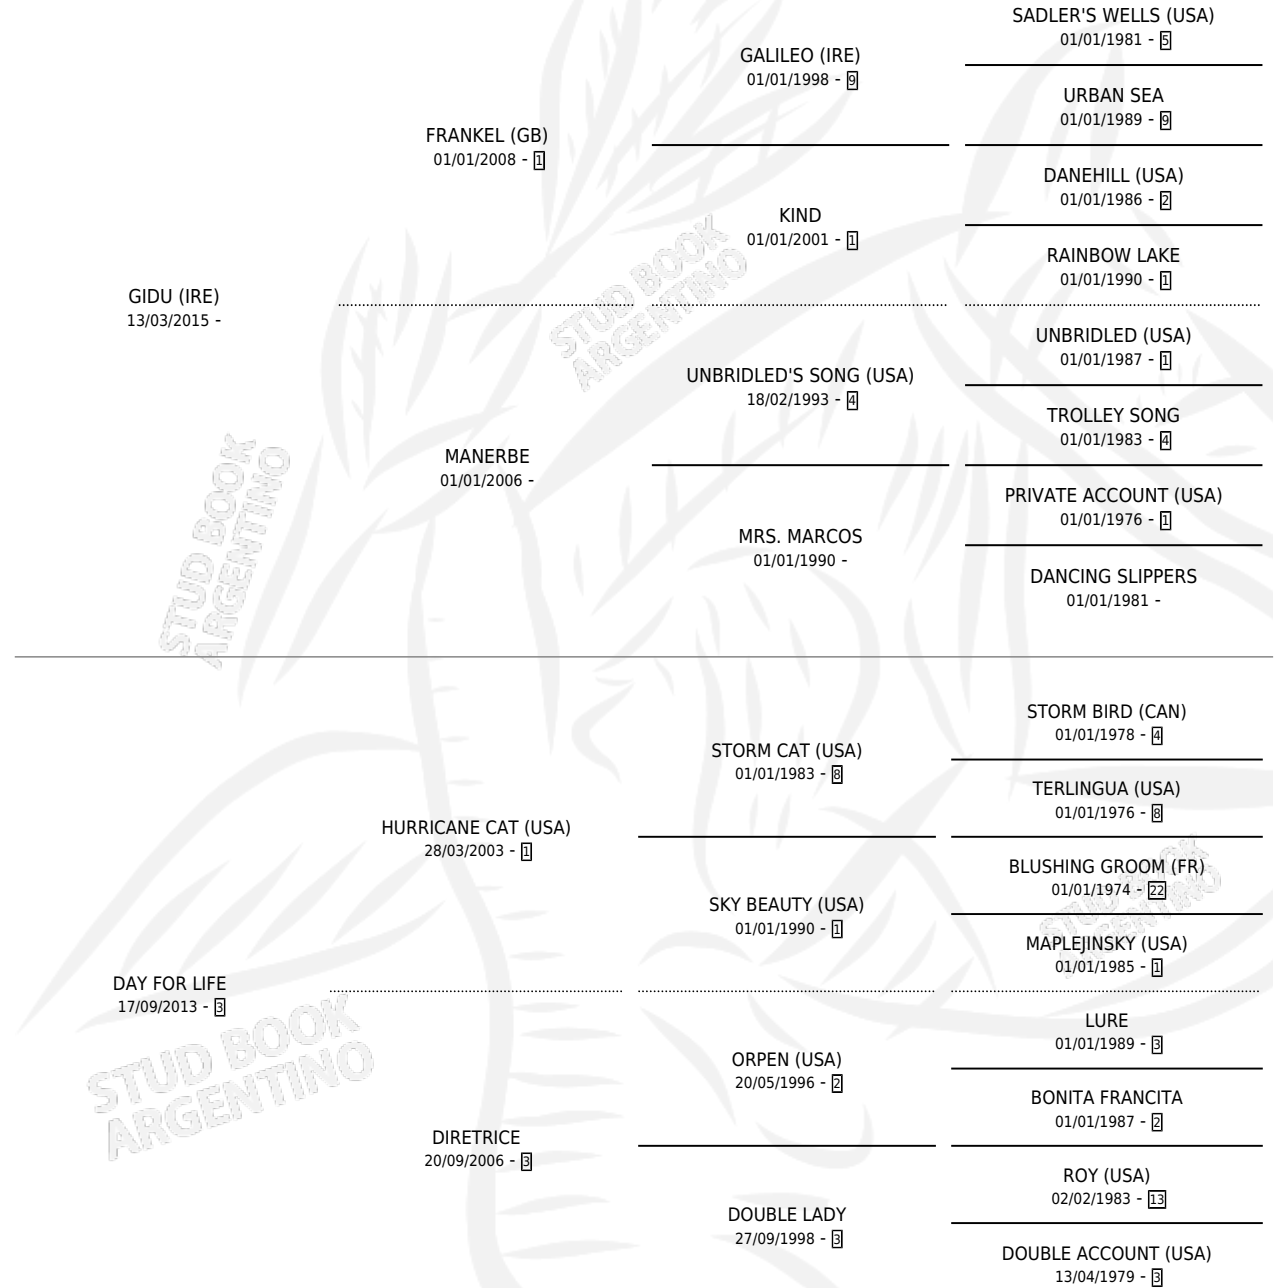 SADLER'S WELLS (USA)
01/01/1981 - 5
GALILEO (IRE)
01/01/1998 - 9
URBAN SEA
01/01/1989 - 9
FRANKEL (GB)
01/01/2008 - 1
DANEHILL (USA)
01/01/1986 - 2
KIND
01/01/2001 - 1
RAINBOW LAKE
01/01/1990 - 1
GIDU (IRE)
13/03/2015 -
UNBRIDLED (USA)
01/01/1987 - 1
UNBRIDLED'S SONG (USA)
18/02/1993 - 4
TROLLEY SONG
01/01/1983 - 4
MANERBE
01/01/2006 -
PRIVATE ACCOUNT (USA)
01/01/1976 - 1
MRS. MARCOS
01/01/1990 -
DANCING SLIPPERS
01/01/1981 -
STORM BIRD (CAN)
01/01/1978 - 4
STORM CAT (USA)
01/01/1983 - 8
TERLINGUA (USA)
01/01/1976 - 8
HURRICANE CAT (USA)
28/03/2003 - 1
BLUSHING GROOM (FR)
01/01/1974 - 22
SKY BEAUTY (USA)
01/01/1990 - 1
MAPLEJINSKY (USA)
01/01/1985 - 1
DAY FOR LIFE
17/09/2013 - 3
LURE
01/01/1989 - 3
ORPEN (USA)
20/05/1996 - 2
BONITA FRANCITA
01/01/1987 - 2
DIRETRICE
20/09/2006 - 3
ROY (USA)
02/02/1983 - 13
DOUBLE LADY
27/09/1998 - 3
DOUBLE ACCOUNT (USA)
13/04/1979 - 3
STUD BOOK
ARGENTINO
STUD BOOK
ARGENTINO
STUD BOOK
ARGENTINO
STUD BOOK
ARGENTINO